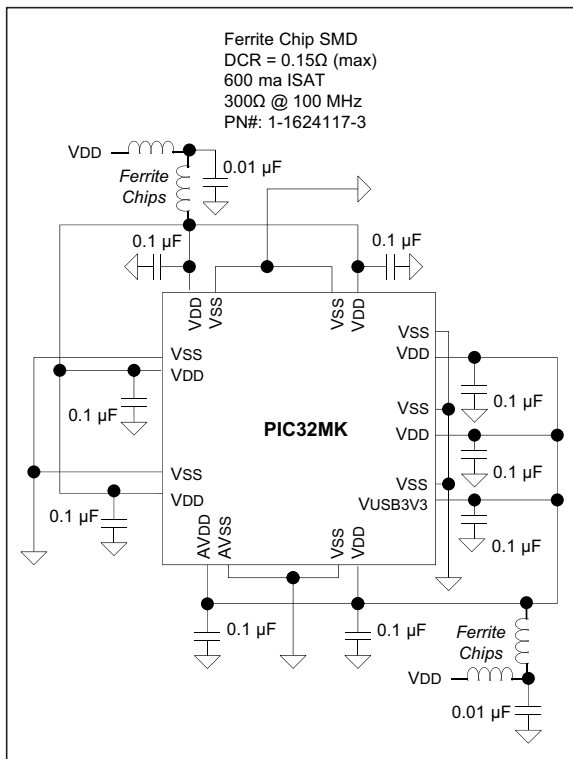 Ferrite Chip SMD
DCR = 0.15Ω (max)
600 ma ISAT
300Ω @ 100 MHz
PN#: 1-1624117-3
VDD
0.01 µF
Ferrite
Chips
0.1 µF
0.1 µF
VDD
VSS
VSS
VDD
VSS
VDD
0.1 µF
VSS
VDD
0.1 µF
PIC32MK
VSS
VDD
0.1 µF
VSS
VDD
0.1 µF
VSS
VUSB3V3
0.1 µF
AVDD
AVSS
VSS
VDD
0.1 µF
0.1 µF
Ferrite
Chips
VDD
0.01 µF